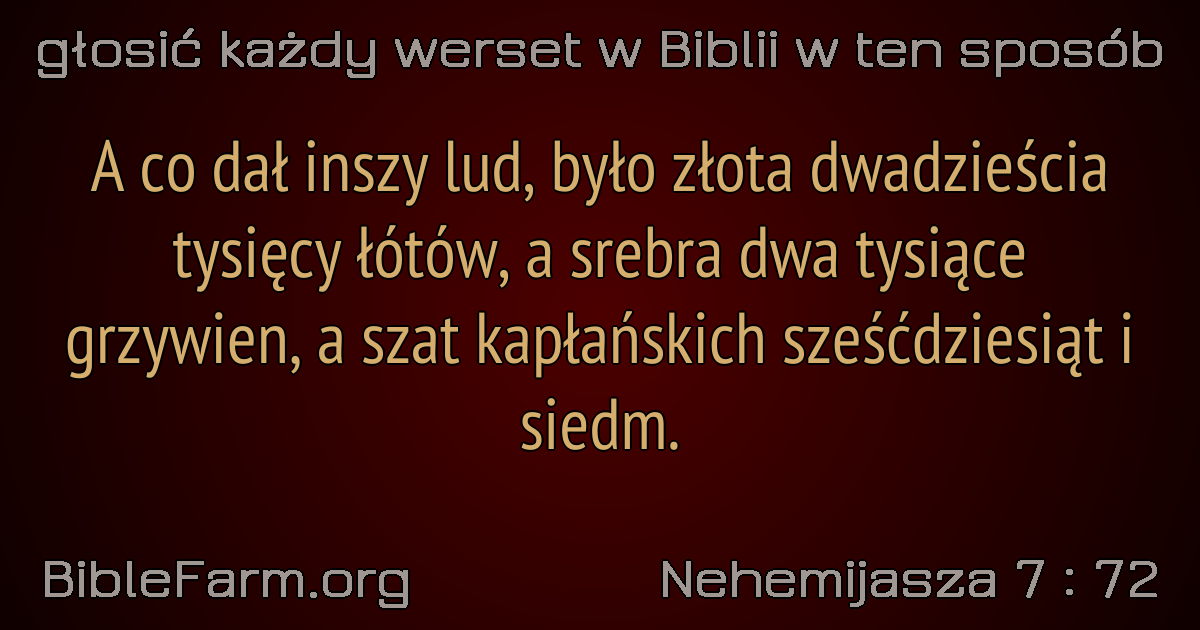 głosić każdy werset w Biblii w ten sposób
A co dał inszy lud, było złota dwadzieścia
tysięcy łótów, a srebra dwa tysiące
grzywien, a szat kapłańskich sześćdziesiąt i
siedm.
BibleFarm.org
Nehemijasza 7 : 72